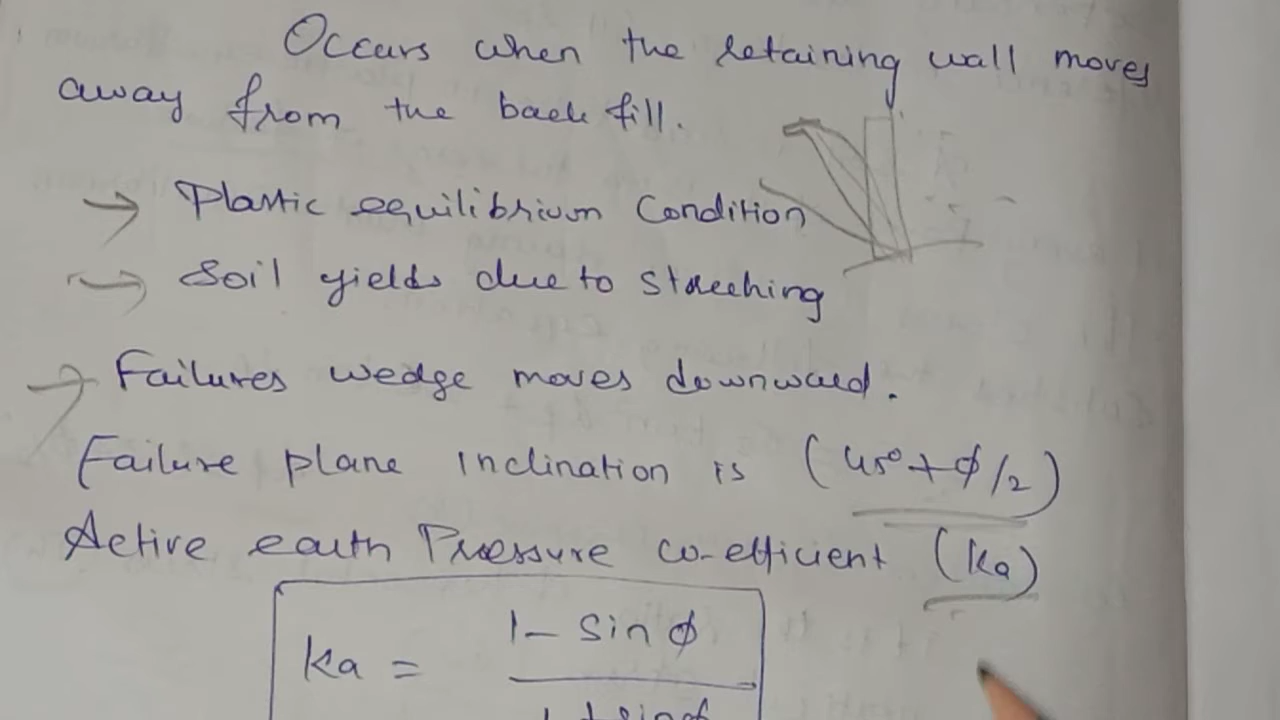 Occurs when the retaining wall moves
away from the back fill.
→ Plastic equilibrium Condition
→ Soil yields due to streching
→ Failures wedge moves downward.
Failure plane inclination is (45°+ϕ/2)
Active earth Pressure co-efficient (ka)
1- sin ϕ
ka =
1+sinϕ